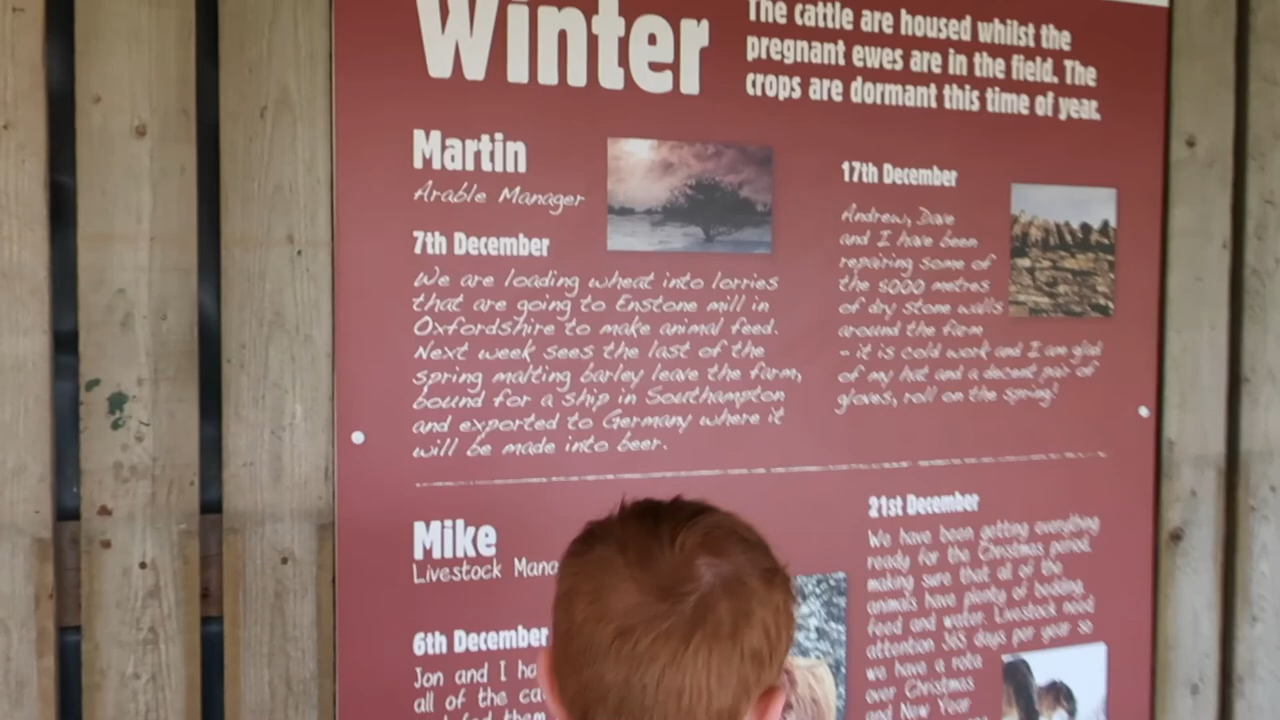 Winter
The cattle are housed whilst the
pregnant ewes are in the field. The
crops are dormant this time of year.
Martin
Arable Manager
7th December
We are loading wheat into lorries
that are going to Enstone mill in
Oxfordshire to make animal feed.
Next week sees the last of the
spring malting barley leave the farm,
bound for a ship in Southampton
and exported to Germany where it
will be made into beer.
17th December
Andrew, Dave
and I have been
repairing some of
the 5000 metres
of dry stone walls
around the farm
- it is cold work and I am glad
of my hat and a decent pair of
gloves, roll on the spring!
Mike
Livestock Mana
6th December
Jon and I ha
all of the ca
fed them
21st December
We have been getting everything
ready for the Christmas period,
making sure that all of the
animals have plenty of bedding,
feed and water. Livestock need
attention 365 days per year so
we have a rota
over Christmas
and New Year